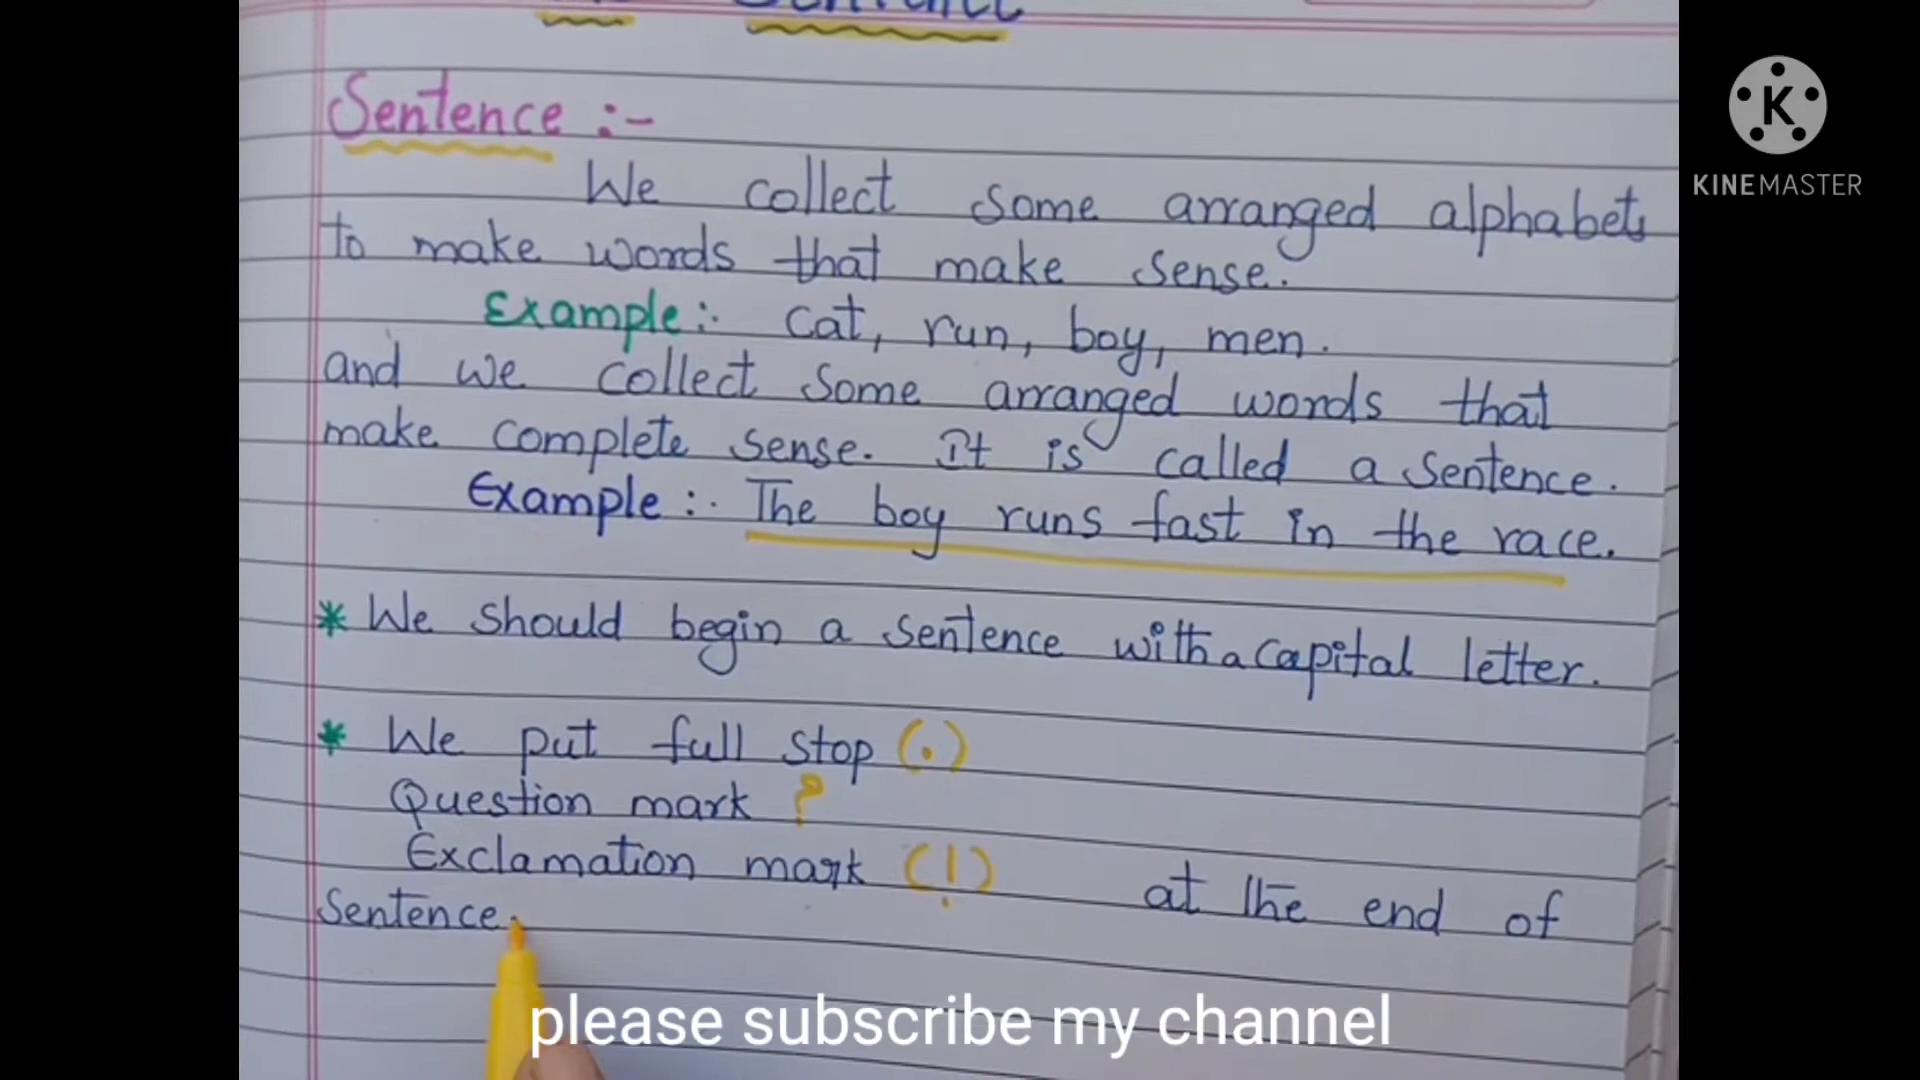 Sentence
Sentence :-
We collect some arranged alphabets
to make words that make sense.
Example :- Cat, run, boy, men.
and we collect some arranged words that
make complete sense. It is called a sentence.
Example :- The boy runs fast in the race.
* We should begin a sentence with a capital letter.
* We put full stop (.)
Question mark ?
Exclamation mark (!) at the end of
Sentence.
please subscribe my channel
K
KINEMASTER